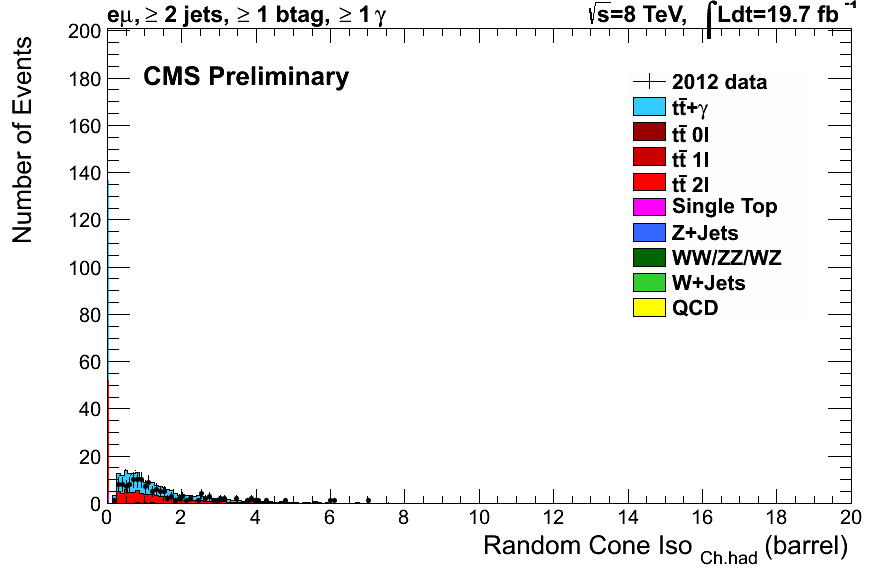 eμ, ≥ 2 jets, ≥ 1 btag, ≥ 1 γ
√s=8 TeV, ∫Ldt=19.7 fb⁻¹
CMS Preliminary
2012 data
tt̄+γ
tt̄ 0l
tt̄ 1l
tt̄ 2l
Single Top
Z+Jets
WW/ZZ/WZ
W+Jets
QCD
Number of Events
200
180
160
140
120
100
80
60
40
20
0
0 2 4 6 8 10 12 14 16 18 20
Random Cone Iso Ch.had (barrel)